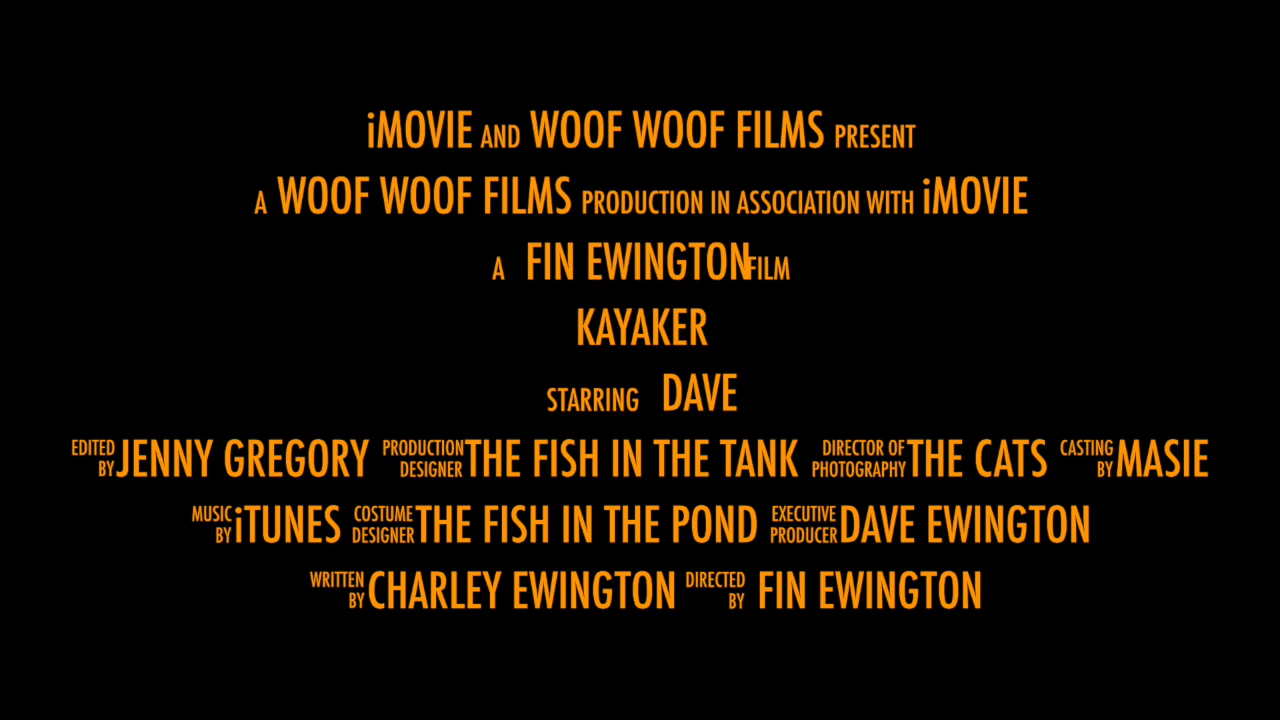 iMOVIE AND WOOF WOOF FILMS PRESENT
A WOOF WOOF FILMS PRODUCTION IN ASSOCIATION WITH iMOVIE
A FIN EWINGTON FILM
KAYAKER
STARRING DAVE
EDITED BY JENNY GREGORY PRODUCTION DESIGNER THE FISH IN THE TANK DIRECTOR OF PHOTOGRAPHY THE CATS CASTING BY MASIE
MUSIC BY iTUNES COSTUME DESIGNER THE FISH IN THE POND EXECUTIVE PRODUCER DAVE EWINGTON
WRITTEN BY CHARLEY EWINGTON DIRECTED BY FIN EWINGTON